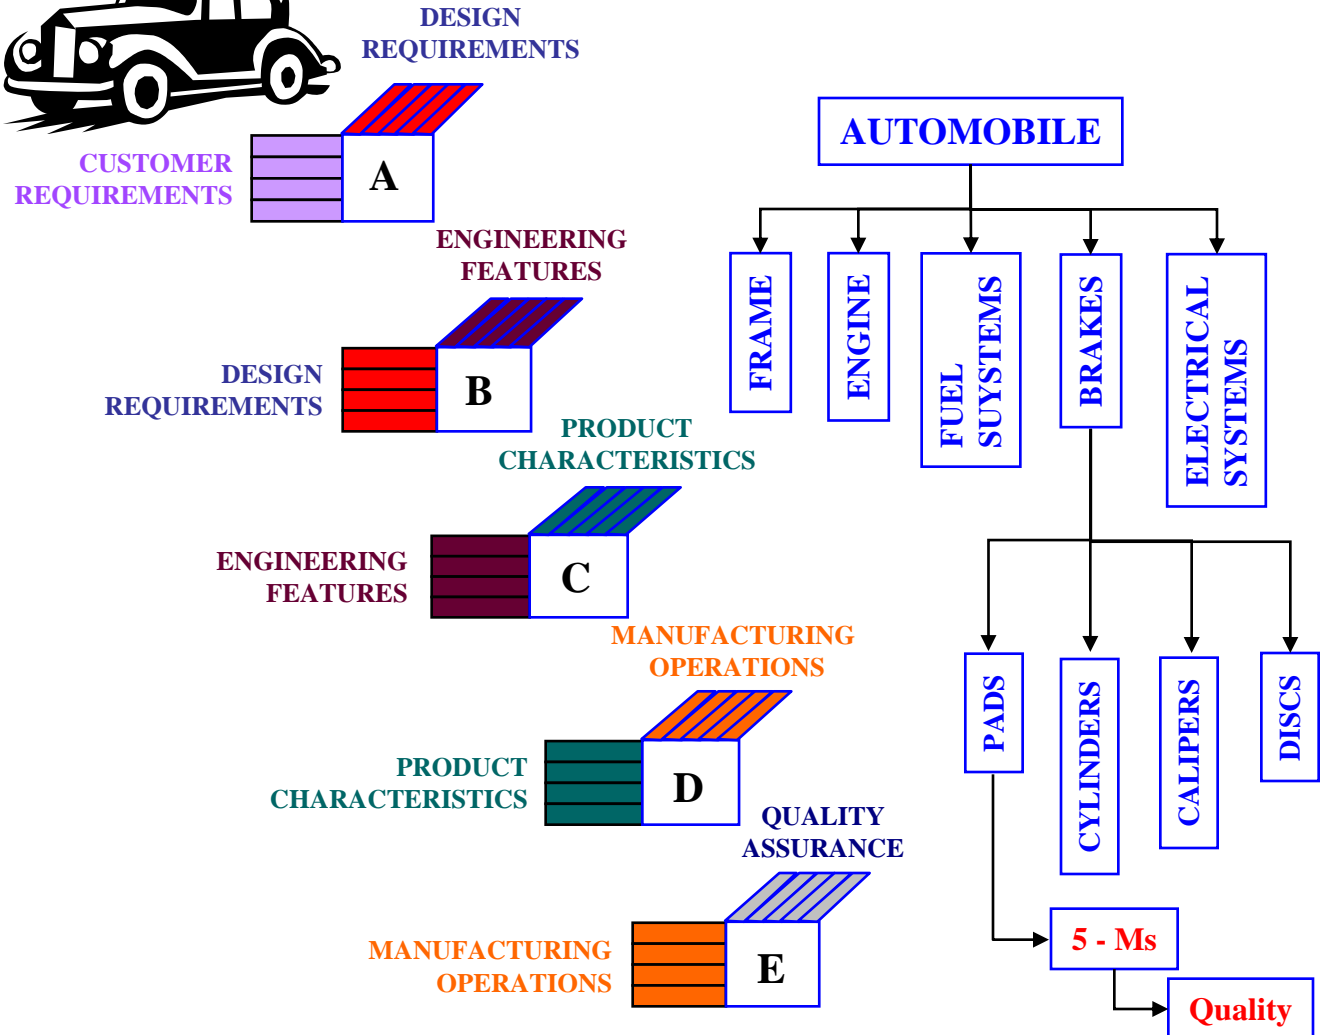 DESIGN
REQUIREMENTS
CUSTOMER
REQUIREMENTS
A
ENGINEERING
FEATURES
DESIGN
REQUIREMENTS
B
PRODUCT
CHARACTERISTICS
ENGINEERING
FEATURES
C
MANUFACTURING
OPERATIONS
PRODUCT
CHARACTERISTICS
D
QUALITY
ASSURANCE
MANUFACTURING
OPERATIONS
E
AUTOMOBILE
FRAME
ENGINE
FUEL
SUYSTEMS
BRAKES
ELECTRICAL
SYSTEMS
PADS
CYLINDERS
CALIPERS
DISCS
5 - Ms
Quality